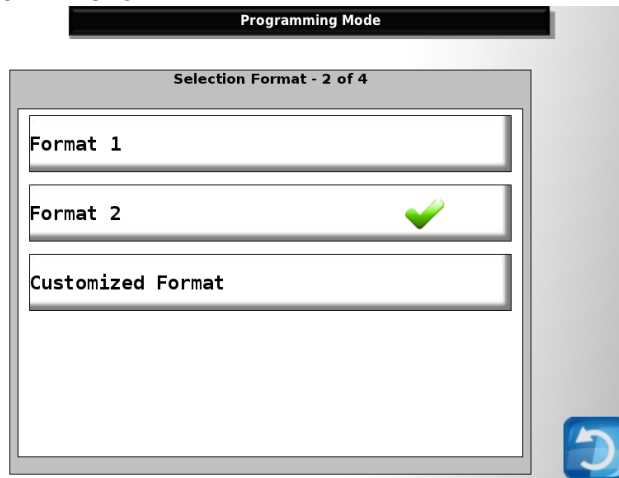 Programming Mode
Selection Format - 2 of 4
Format 1
Format 2
Customized Format